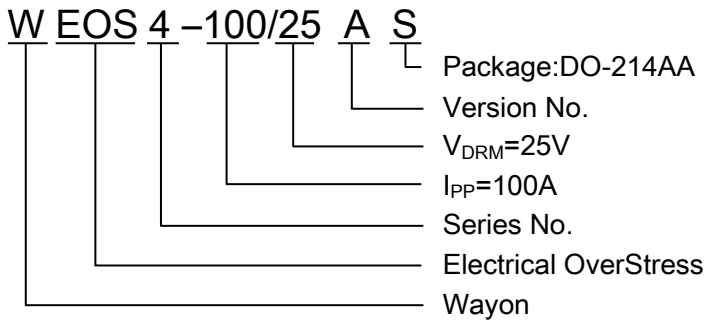 W EOS 4 –100/25 A S
Package:DO-214AA
Version No.
VDRM=25V
IPP=100A
Series No.
Electrical OverStress
Wayon